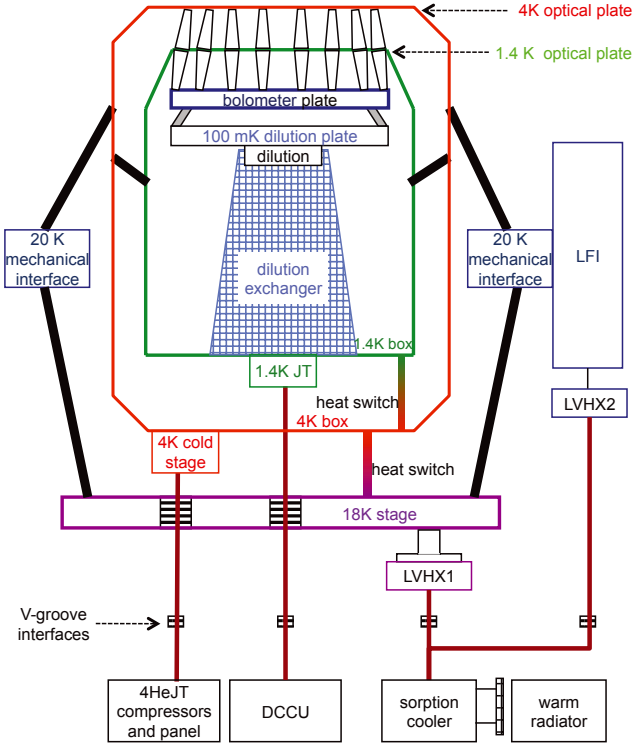 4K optical plate
1.4 K optical plate
bolometer plate
100 mK dilution plate
dilution
20 K
mechanical
interface
20 K
mechanical
interface
LFI
dilution
exchanger
1.4K box
1.4K JT
heat switch
LVHX2
4K box
4K cold
stage
heat switch
18K stage
LVHX1
V-groove
interfaces
4HeJT
compressors
and panel
DCCU
sorption
cooler
warm
radiator